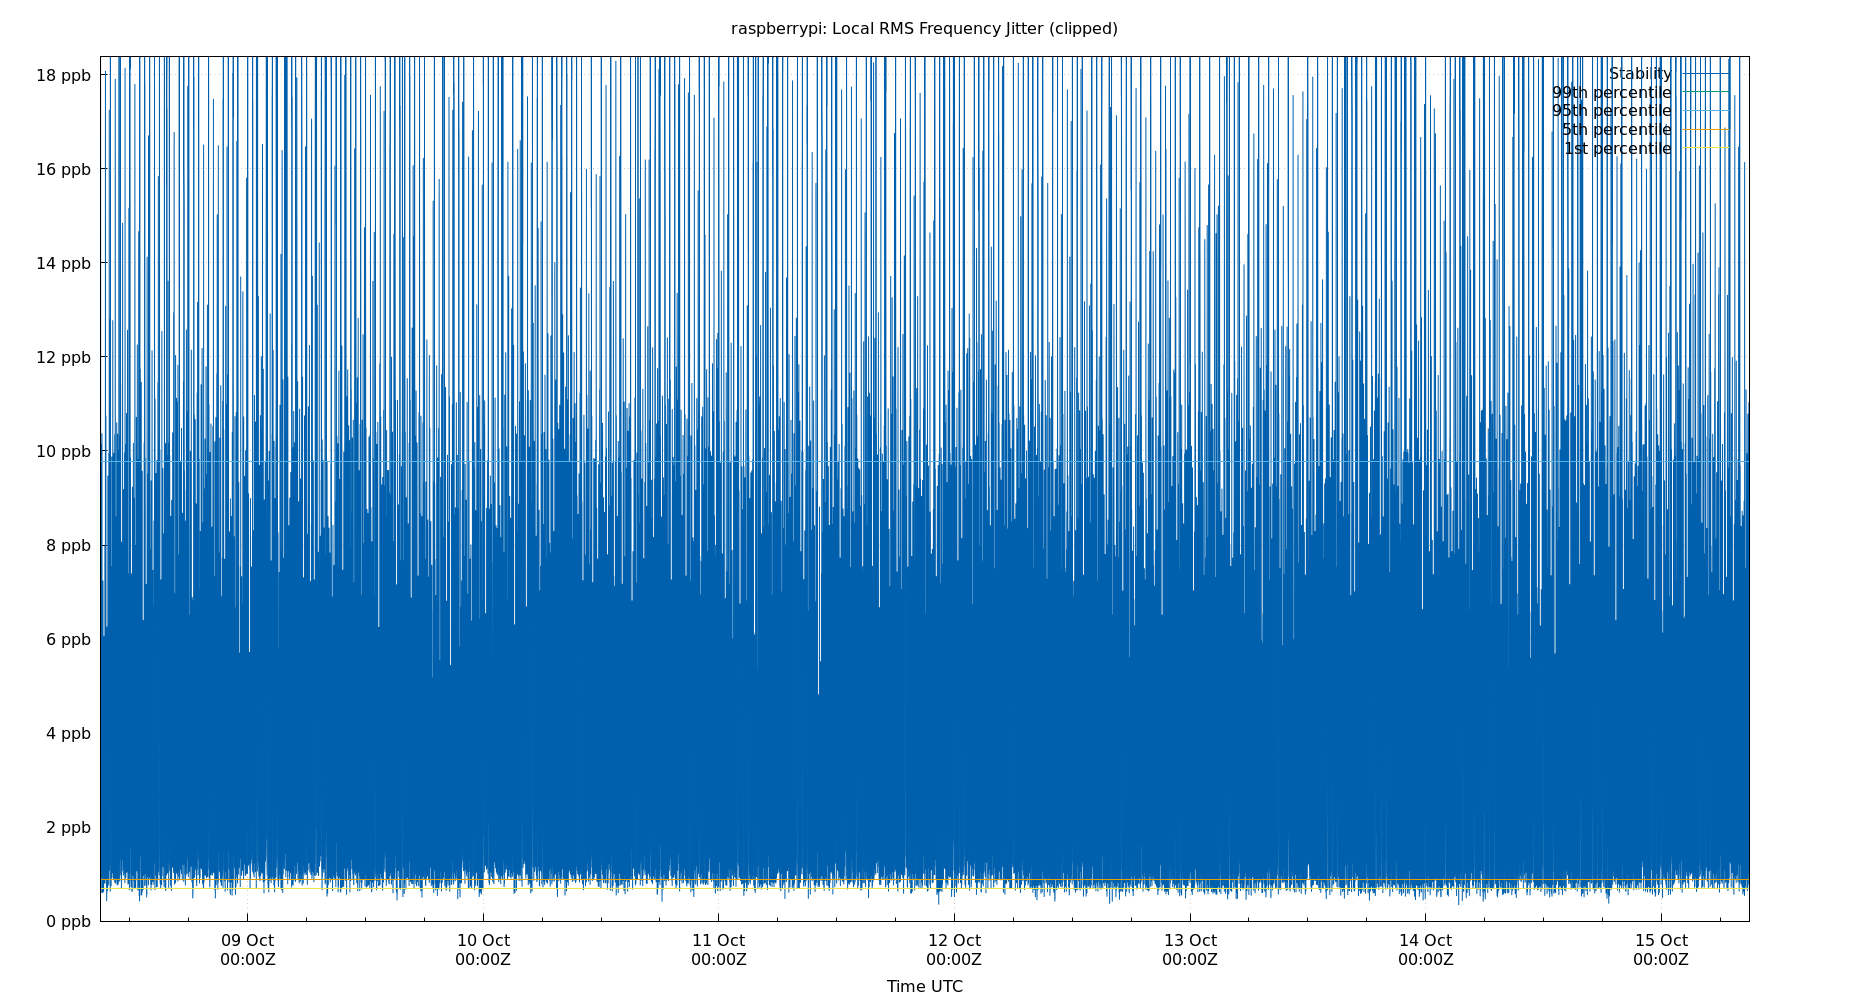 raspberrypi: Local RMS Frequency Jitter (clipped)
18 ppb
16 ppb
14 ppb
12 ppb
10 ppb
8 ppb
6 ppb
4 ppb
2 ppb
0 ppb
Stability
99th percentile
95th percentile
5th percentile
1st percentile
09 Oct
00:00Z
10 Oct
00:00Z
11 Oct
00:00Z
12 Oct
00:00Z
13 Oct
00:00Z
14 Oct
00:00Z
15 Oct
00:00Z
Time UTC